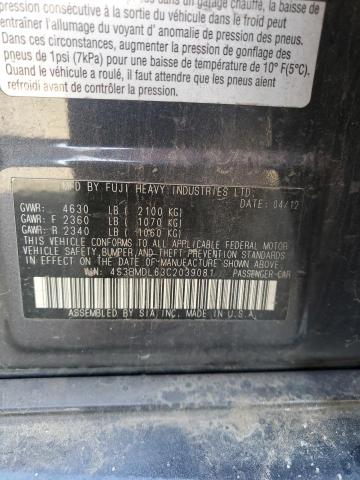 pression consécutive à la sortie du véhicule dans le froid peut
entraîner l'allumage du voyant d' anomalie de pression des pneus.
Dans ces circonstances, augmenter la pression de gonflage des
pneus de 1psi (7kPa) pour une baisse de température de 10° F(5°C).
Quand le véhicule a roulé, il faut attendre que les pneus aient
refroidi avant de contrôler la pression.
MFD BY FUJI HEAVY INDUSTRIES LTD.
DATE: 04/12
GVWR: 4630 LB ( 2100 KG)
GAWR: F 2360 LB ( 1070 KG)
GAWR: R 2340 LB ( 1060 KG)
THIS VEHICLE CONFORMS TO ALL APPLICABLE FEDERAL MOTOR
VEHICLE SAFETY, BUMPER, AND THEFT PREVENTION STANDARDS
IN EFFECT ON THE DATE OF MANUFACTURE SHOWN ABOVE.
VIN: 4S3BMDL63C2039081 PASSENGER CAR
ASSEMBLED BY SIA, INC. MADE IN U.S.A.